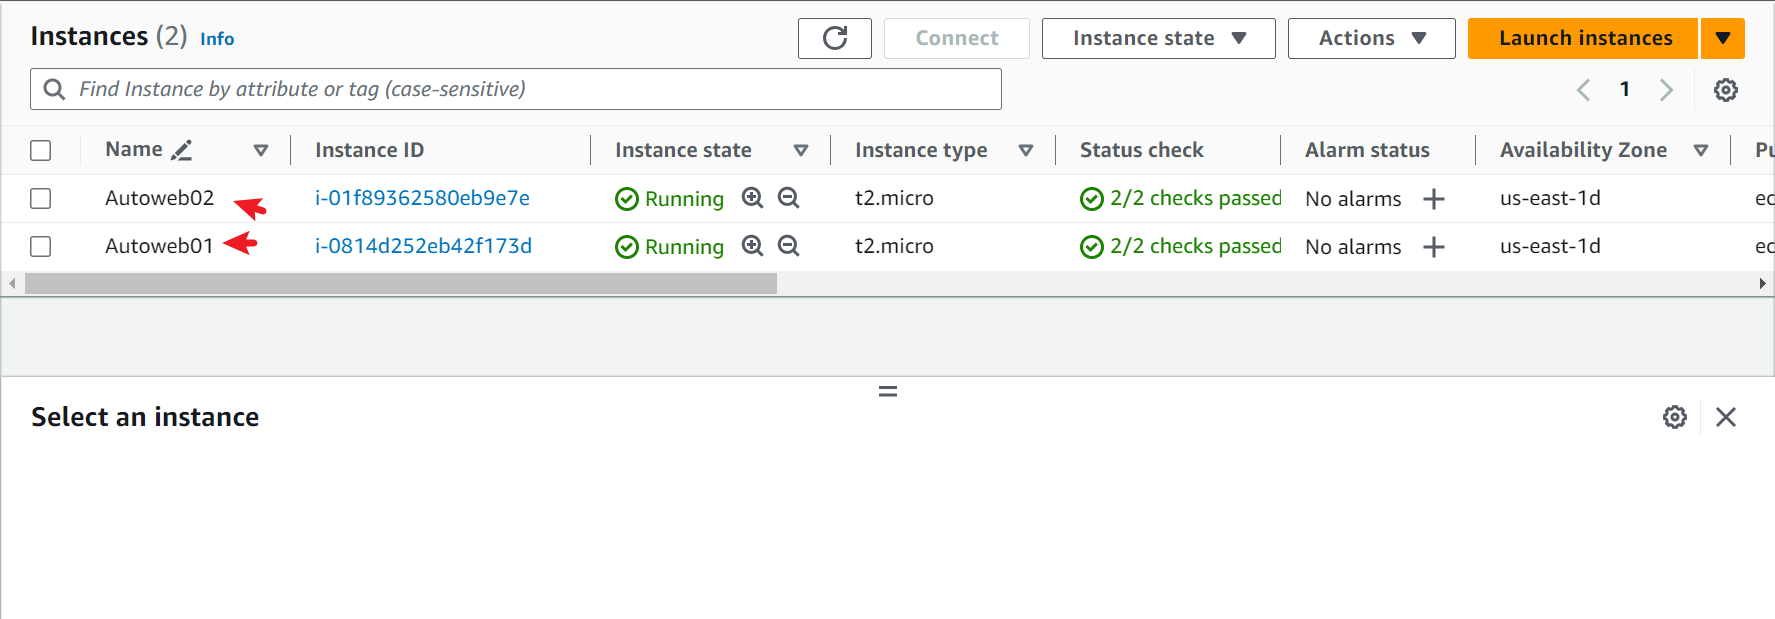 Instances (2) Info
Connect
Instance state
Actions
Launch instances
Find Instance by attribute or tag (case-sensitive)
1
Name Instance ID Instance state Instance type Status check Alarm status Availability Zone Pu
Autoweb02 i-01f89362580eb9e7e Running t2.micro 2/2 checks passed No alarms us-east-1d ec
Autoweb01 i-0814d252eb42f173d Running t2.micro 2/2 checks passed No alarms us-east-1d ec
Select an instance